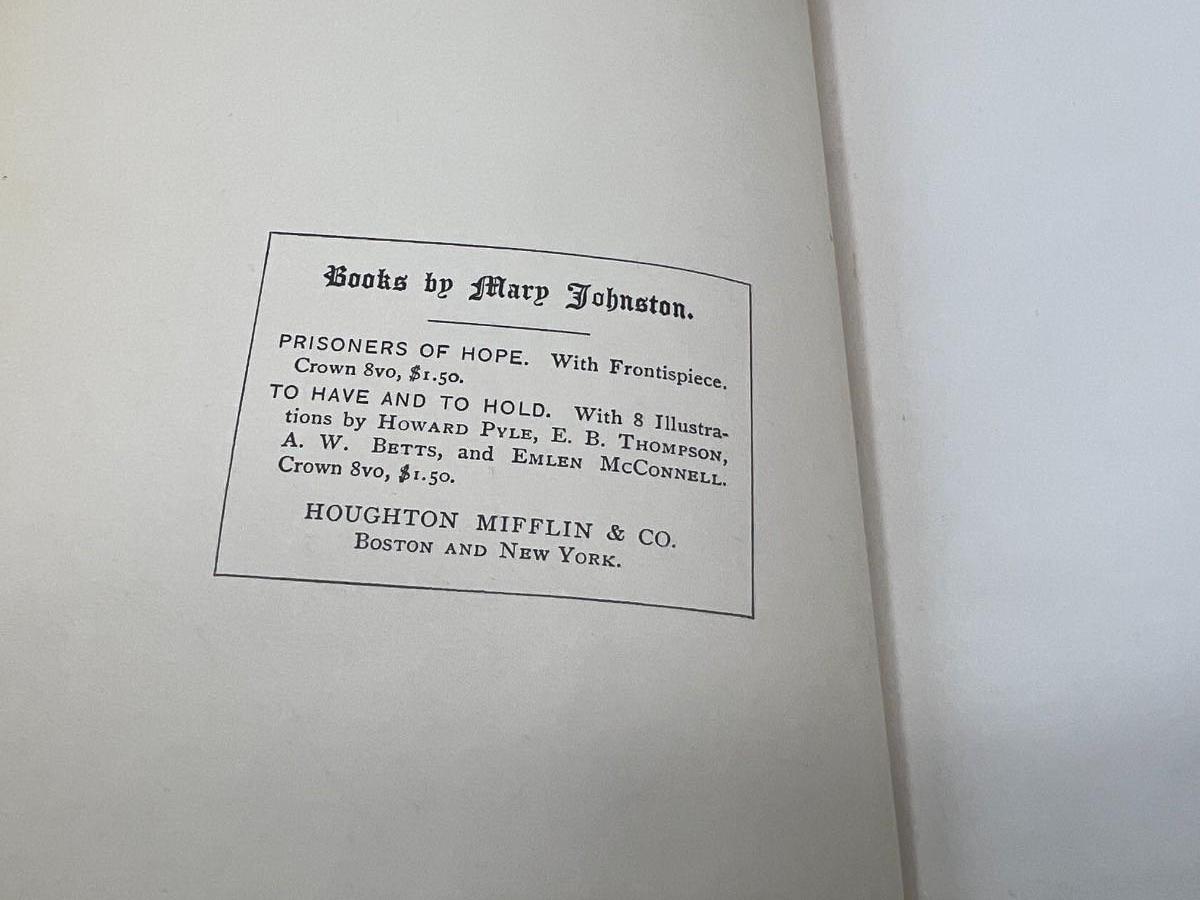 Books by Mary Johnston.
PRISONERS OF HOPE. With Frontispiece.
Crown 8vo, $1.50.
TO HAVE AND TO HOLD. With 8 Illustra-
tions by HOWARD PYLE, E. B. THOMPSON,
A. W. BETTS, and EMLEN MCCONNELL.
Crown 8vo, $1.50.
HOUGHTON MIFFLIN & CO.
BOSTON AND NEW YORK.